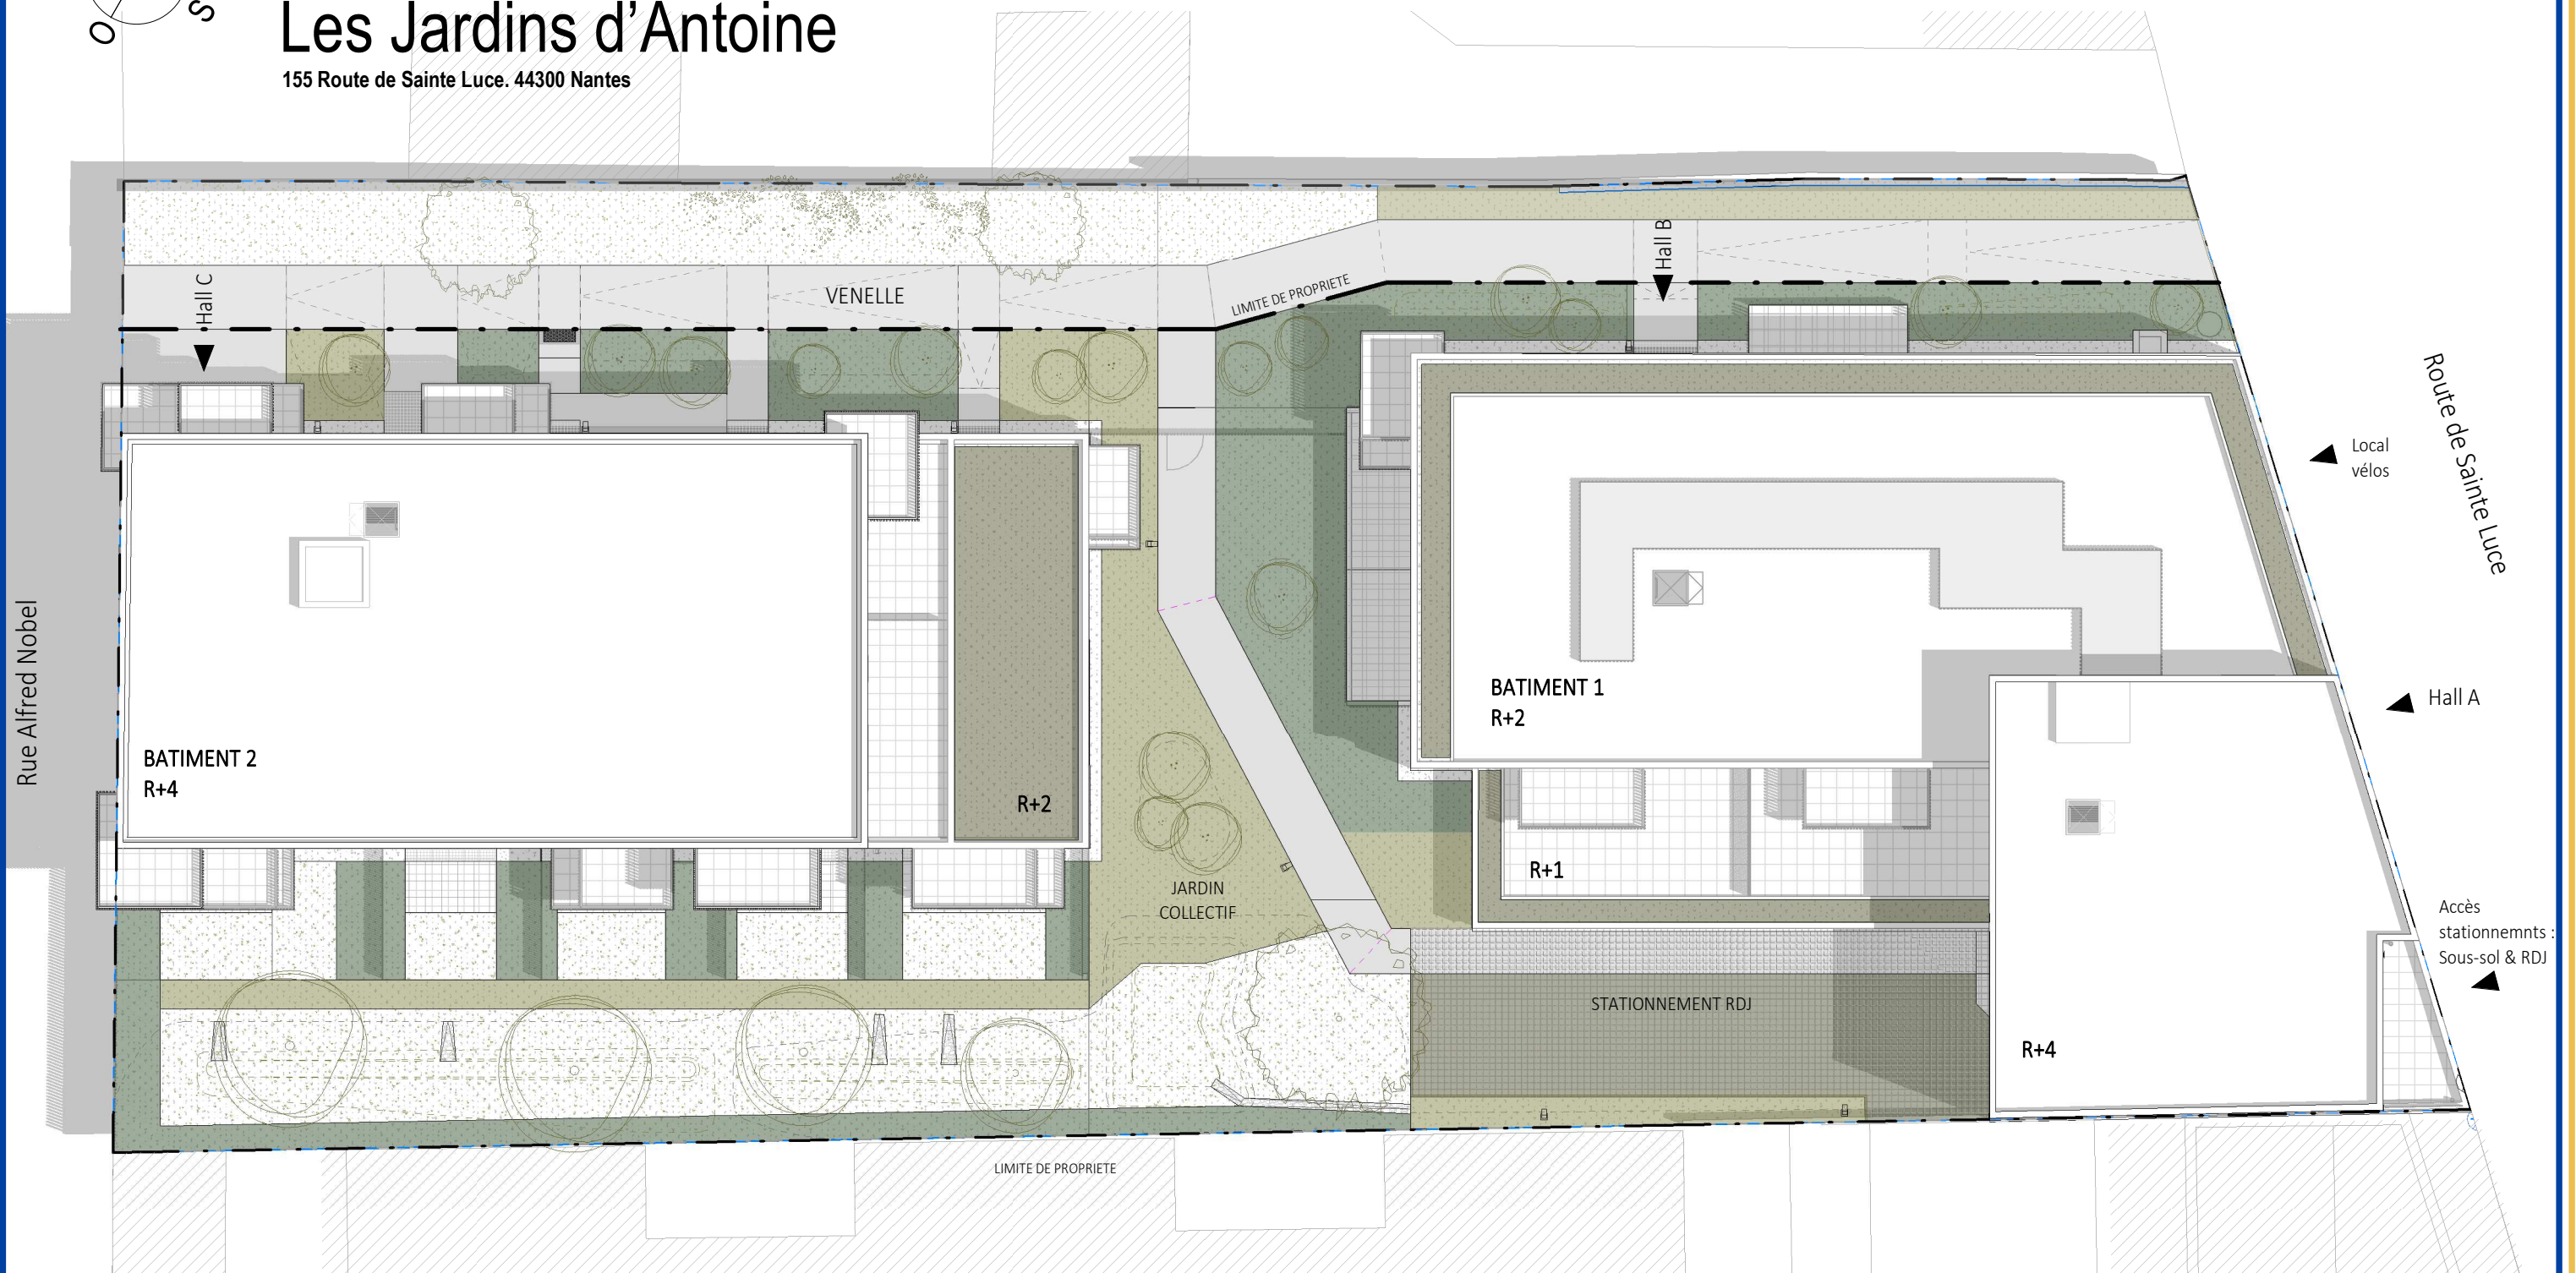 O
S
Les Jardins d'Antoine
155 Route de Sainte Luce. 44300 Nantes
Hall C
VENELLE
LIMITE DE PROPRIETE
Hall B
Route de Sainte Luce
Local
vélos
Rue Alfred Nobel
BATIMENT 2
R+4
R+2
BATIMENT 1
R+2
Hall A
R+1
JARDIN
COLLECTIF
Accès
stationnemnts :
Sous-sol & RDJ
STATIONNEMENT RDJ
R+4
LIMITE DE PROPRIETE